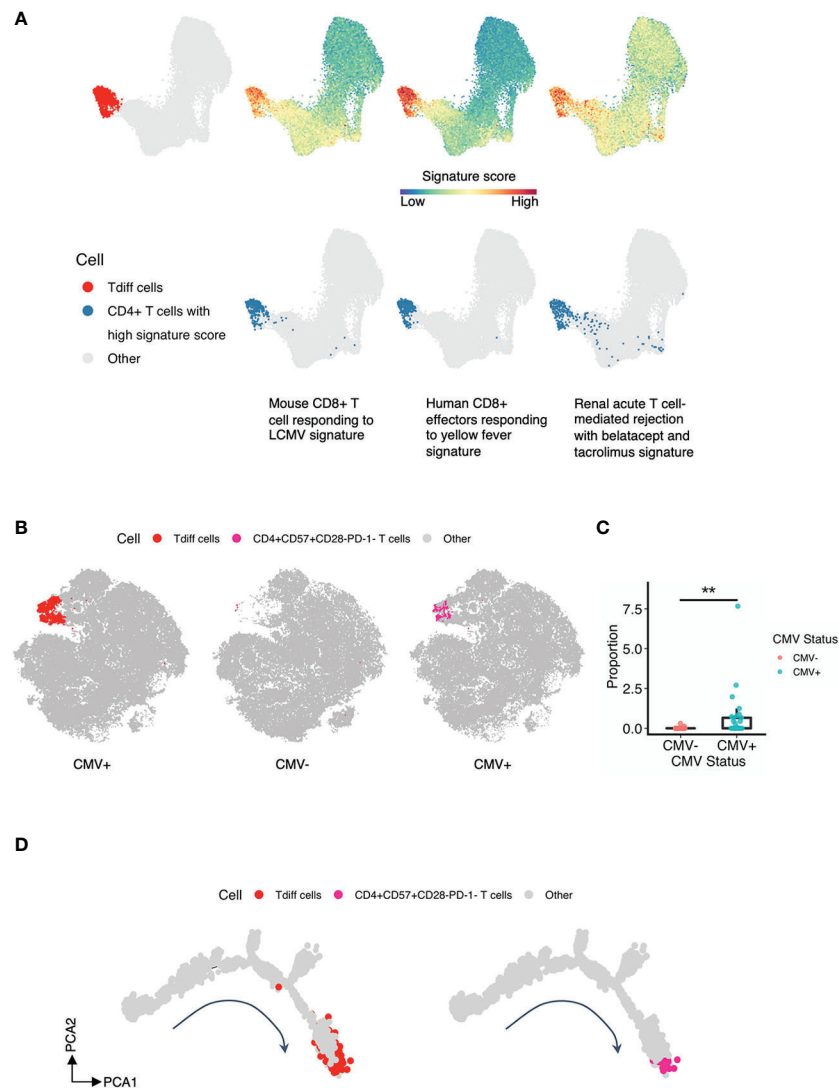 A
Signature score
Low
High
Cell
Tdiff cells
CD4+ T cells with
high signature score
Other
Mouse CD8+ T
cell responding to
LCMV signature
Human CD8+
effectors responding
to yellow fever
signature
Renal acute T cell-
mediated rejection
with belatacept and
tacrolimus signature
B
Cell Tdiff cells CD4+CD57+CD28-PD-1- T cells Other
CMV+
CMV-
CMV+
C
**
Proportion
7.5
5.0
2.5
0.0
CMV- CMV+
CMV Status
CMV Status
CMV-
CMV+
D
Cell Tdiff cells CD4+CD57+CD28-PD-1- T cells Other
PCA2
PCA1